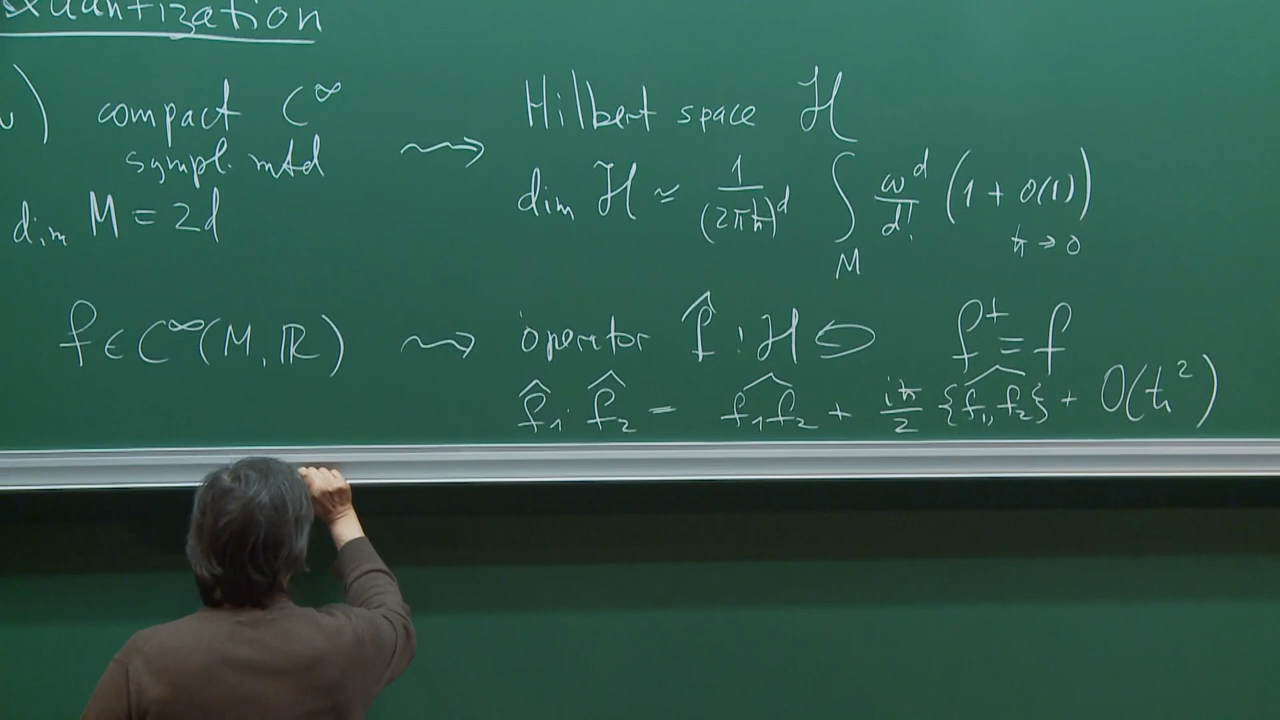 Quantization
ω) compact C^∞ ⇝ Hilbert space ℋ
sympl. mfd
dim M = 2d
dim ℋ ≃ 1/(2πℏ)^d ∫_M ω^d/d! (1 + o(1))
ℏ → 0
f ∈ C^∞(M, ℝ) ⇝ operator f̂ : ℋ ⟲ f^† = f
f̂_1 · f̂_2 = \widehat{f_1 f_2} + iℏ/2 \widehat{{f_1, f_2}} + O(ℏ^2)